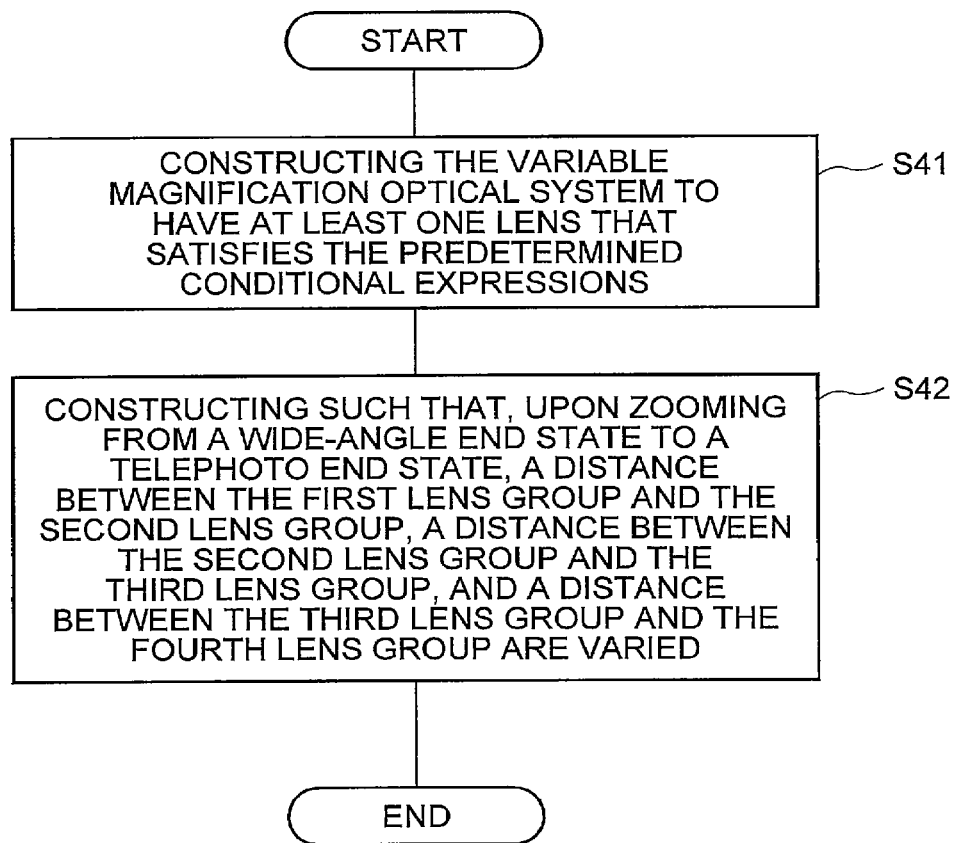 START
CONSTRUCTING THE VARIABLE
MAGNIFICATION OPTICAL SYSTEM TO
HAVE AT LEAST ONE LENS THAT
SATISFIES THE PREDETERMINED
CONDITIONAL EXPRESSIONS
S41
CONSTRUCTING SUCH THAT, UPON ZOOMING
FROM A WIDE-ANGLE END STATE TO A
TELEPHOTO END STATE, A DISTANCE
BETWEEN THE FIRST LENS GROUP AND THE
SECOND LENS GROUP, A DISTANCE BETWEEN
THE SECOND LENS GROUP AND THE
THIRD LENS GROUP, AND A DISTANCE
BETWEEN THE THIRD LENS GROUP AND THE
FOURTH LENS GROUP ARE VARIED
S42
END